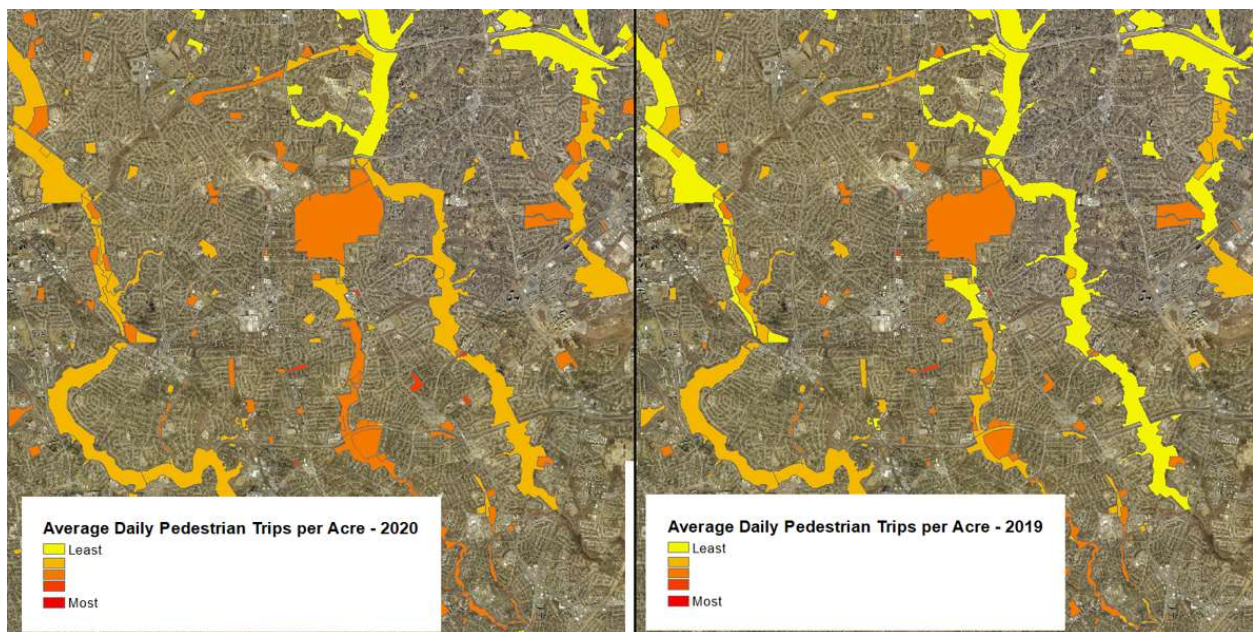 Average Daily Pedestrian Trips per Acre - 2020
Least
Most
Average Daily Pedestrian Trips per Acre - 2019
Least
Most